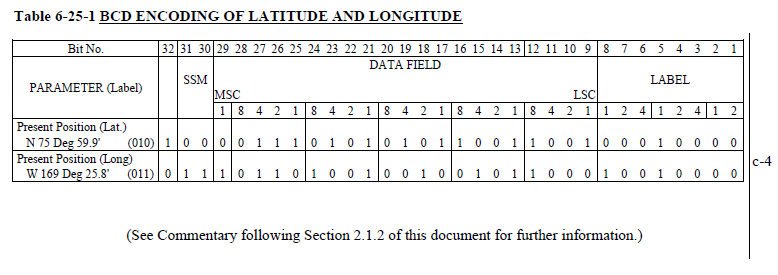 Table 6-25-1 BCD ENCODING OF LATITUDE AND LONGITUDE
Bit No. 32 31 30 29 28 27 26 25 24 23 22 21 20 19 18 17 16 15 14 13 12 11 10 9 8 7 6 5 4 3 2 1
DATA FIELD
PARAMETER (Label) SSM LABEL
MSC LSC
1 8 4 2 1 8 4 2 1 8 4 2 1 8 4 2 1 8 4 2 1 1 2 4 1 2 4 1 2
Present Position (Lat.)
N 75 Deg 59.9' (010) 1 0 0 0 0 1 1 1 0 1 0 1 0 1 0 1 1 0 0 1 1 0 0 1 0 0 0 1 0 0 0 0
Present Position (Long)
W 169 Deg 25.8' (011) 0 1 1 1 0 1 1 0 1 0 0 1 0 0 1 0 0 1 0 1 1 0 0 0 1 0 0 1 0 0 0 0
c-4
(See Commentary following Section 2.1.2 of this document for further information.)